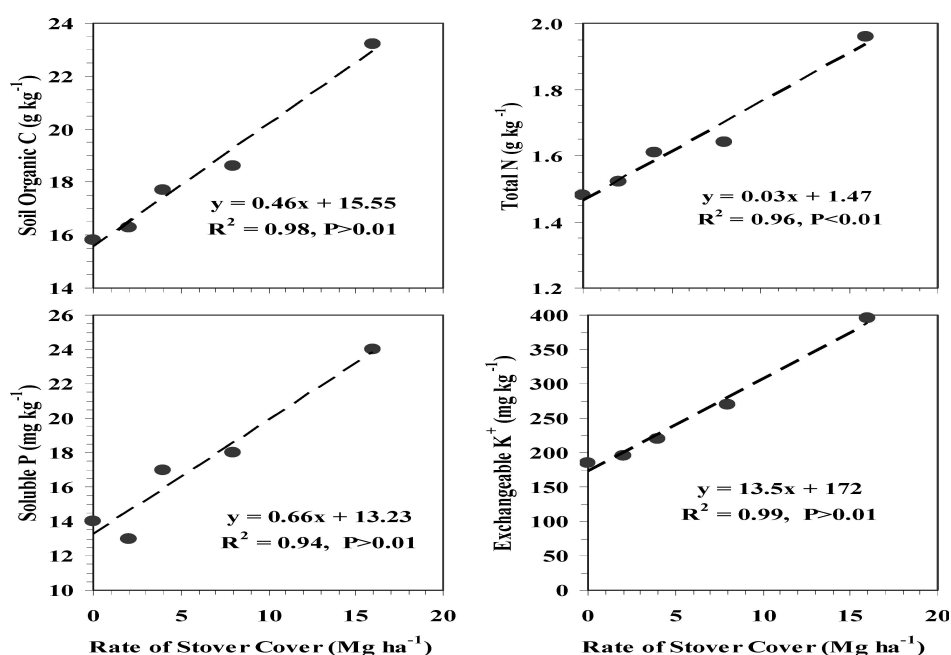 24
22
20
18
16
14
Soil Organic C (g kg⁻¹)
y = 0.46x + 15.55
R² = 0.98, P>0.01
2.0
1.8
1.6
1.4
1.2
Total N (g kg⁻¹)
y = 0.03x + 1.47
R² = 0.96, P<0.01
26
24
22
20
18
16
14
12
10
Soluble P (mg kg⁻¹)
y = 0.66x + 13.23
R² = 0.94, P>0.01
0 5 10 15 20
Rate of Stover Cover (Mg ha⁻¹)
400
350
300
250
200
150
100
50
0
Exchangeable K⁺ (mg kg⁻¹)
y = 13.5x + 172
R² = 0.99, P>0.01
0 5 10 15 20
Rate of Stover Cover (Mg ha⁻¹)